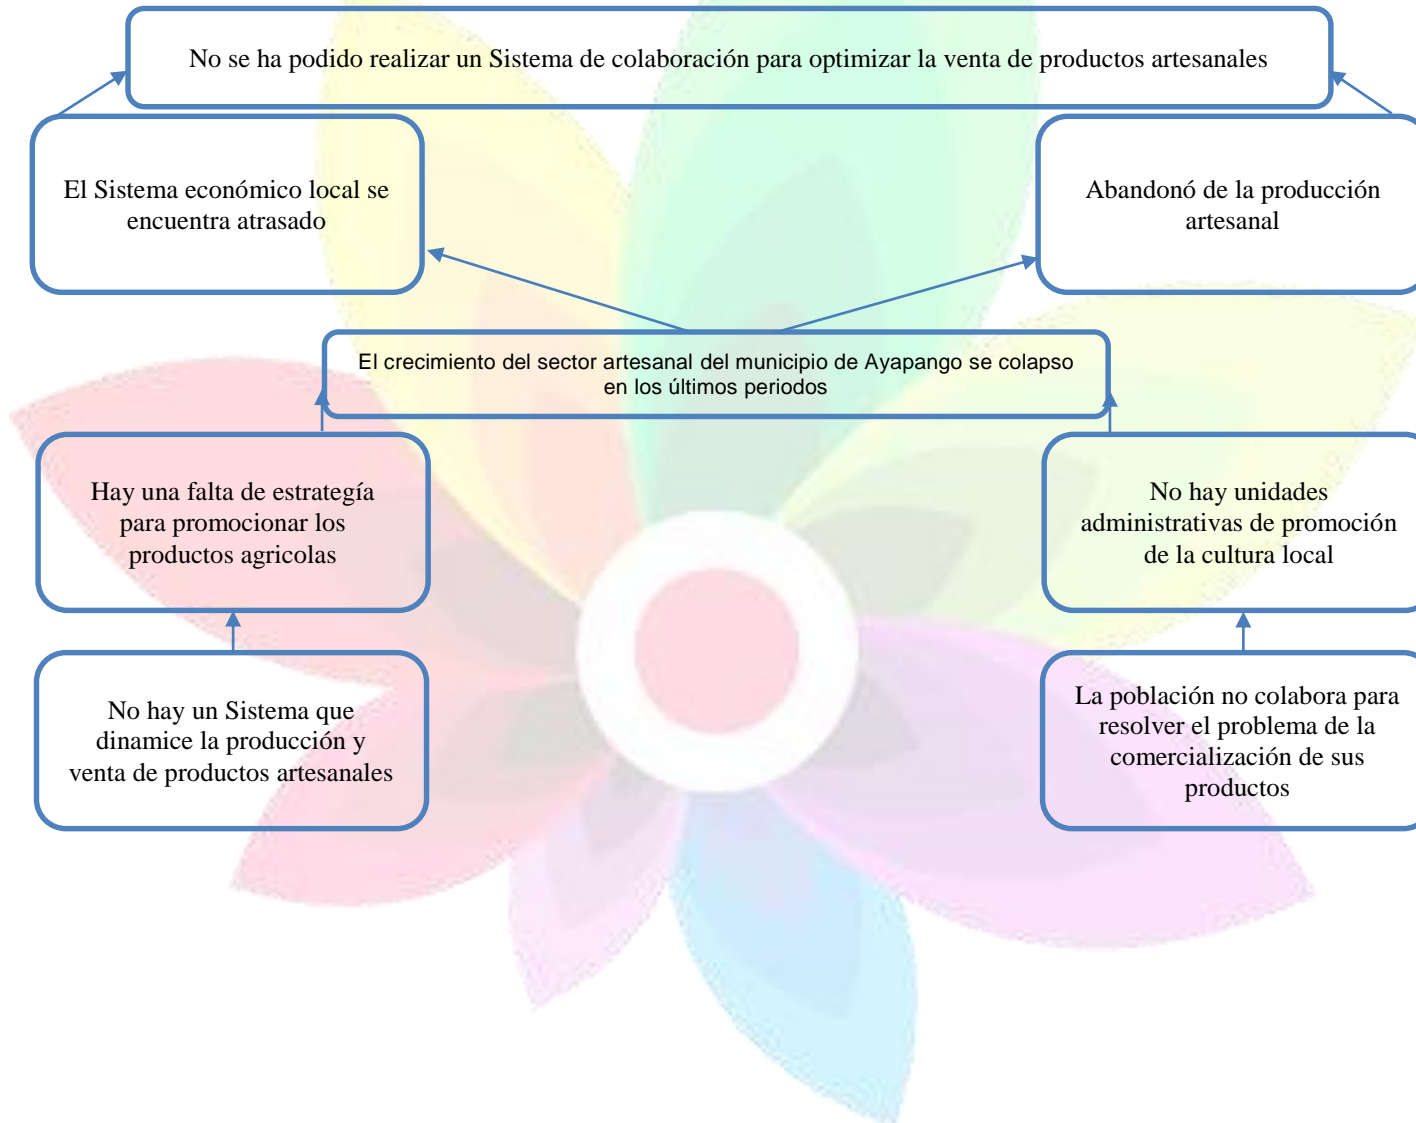 No se ha podido realizar un Sistema de colaboración para optimizar la venta de productos artesanales
El Sistema económico local se
encuentra atrasado
Abandonó de la producción
artesanal
El crecimiento del sector artesanal del municipio de Ayapango se colapso
en los últimos periodos
Hay una falta de estrategía
para promocionar los
productos agricolas
No hay unidades
administrativas de promoción
de la cultura local
No hay un Sistema que
dinamice la producción y
venta de productos artesanales
La población no colabora para
resolver el problema de la
comercialización de sus
productos